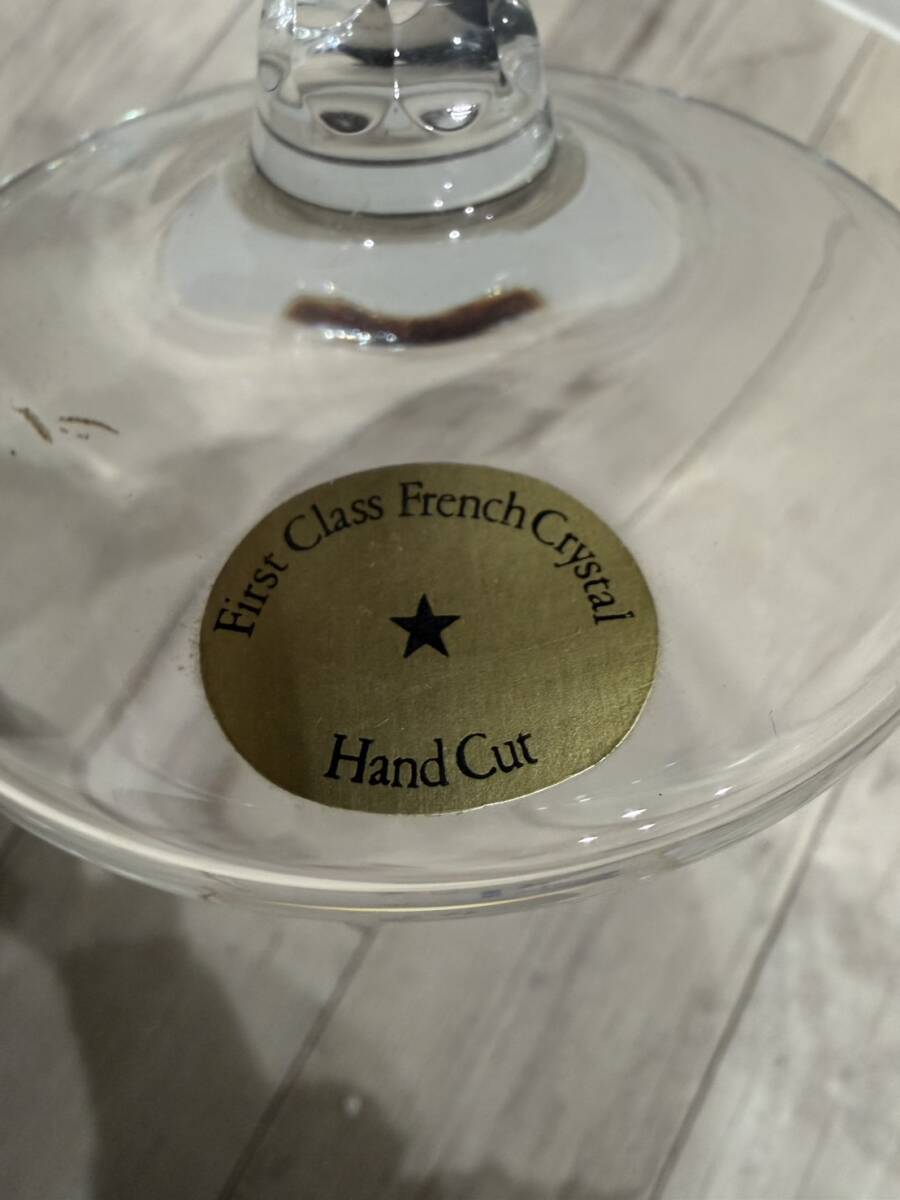 First Class French Crystal
★
Hand Cut